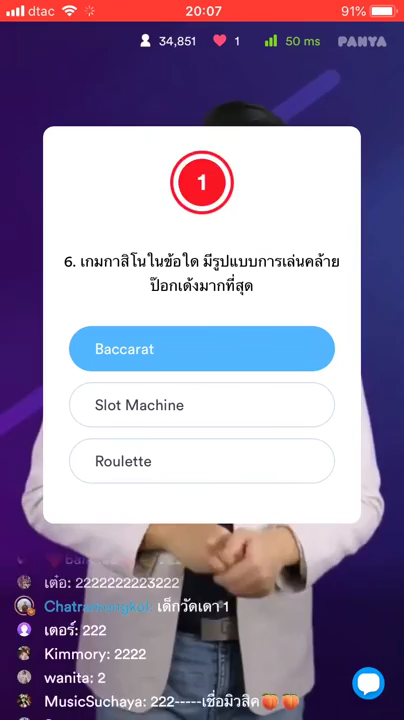 dtac 20:07 91%
34,851 1 50 ms PANYA
1
6. เกมกาสิโนในข้อใด มีรูปแบบการเล่นคล้าย
ป๊อกเด้งมากที่สุด
Baccarat
Slot Machine
Roulette
เต๋อ: 2222222223222
Chatramongkol: เด็กวัดเดา 1
เตอร์: 222
Kimmory: 2222
wanita: 2
MusicSuchaya: 222-----เชื่อมิวสิค🍑🍑